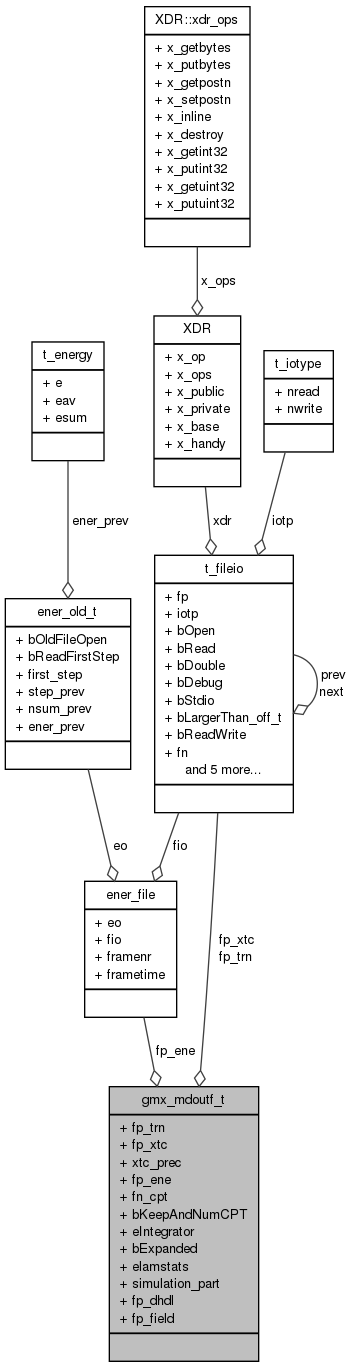 XDR::xdr_ops
+ x_getbytes
+ x_putbytes
+ x_getpostn
+ x_setpostn
+ x_inline
+ x_destroy
+ x_getint32
+ x_putint32
+ x_getuint32
+ x_putuint32
x_ops
XDR
+ x_op
+ x_ops
+ x_public
+ x_private
+ x_base
+ x_handy
t_energy
+ e
+ eav
+ esum
t_iotype
+ nread
+ nwrite
ener_prev
xdr
iotp
ener_old_t
+ bOldFileOpen
+ bReadFirstStep
+ first_step
+ step_prev
+ nsum_prev
+ ener_prev
t_fileio
+ fp
+ iotp
+ bOpen
+ bRead
+ bDouble
+ bDebug
+ bStdio
+ bLargerThan_off_t
+ bReadWrite
+ fn
and 5 more...
prev
next
eo
fio
ener_file
+ eo
+ fio
+ framenr
+ frametime
fp_xtc
fp_trn
fp_ene
gmx_mdoutf_t
+ fp_trn
+ fp_xtc
+ xtc_prec
+ fp_ene
+ fn_cpt
+ bKeepAndNumCPT
+ eIntegrator
+ bExpanded
+ elamstats
+ simulation_part
+ fp_dhdl
+ fp_field